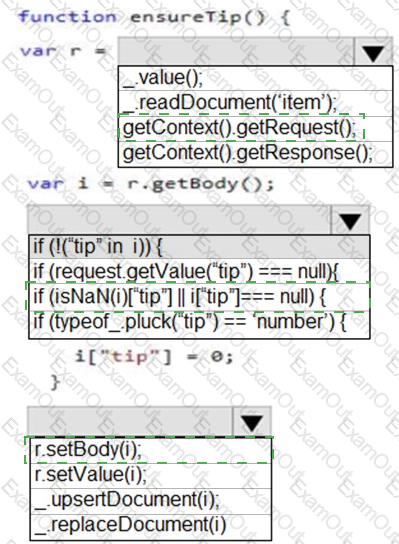 function ensureTip() {
var r =
_.value();
_.readDocument(‘item’);
getContext().getRequest();
getContext().getResponse();
var i = r.getBody();
if (!(“tip” in i)) {
if (request.getValue(“tip”) === null){
if (isNaN(i)[“tip”] || i[“tip”]=== null) {
if (typeof_.pluck(“tip”) == ‘number’) {
i["tip"] = 0;
}
r.setBody(i);
r.setValue(i);
_.upsertDocument(i);
_.replaceDocument(i)